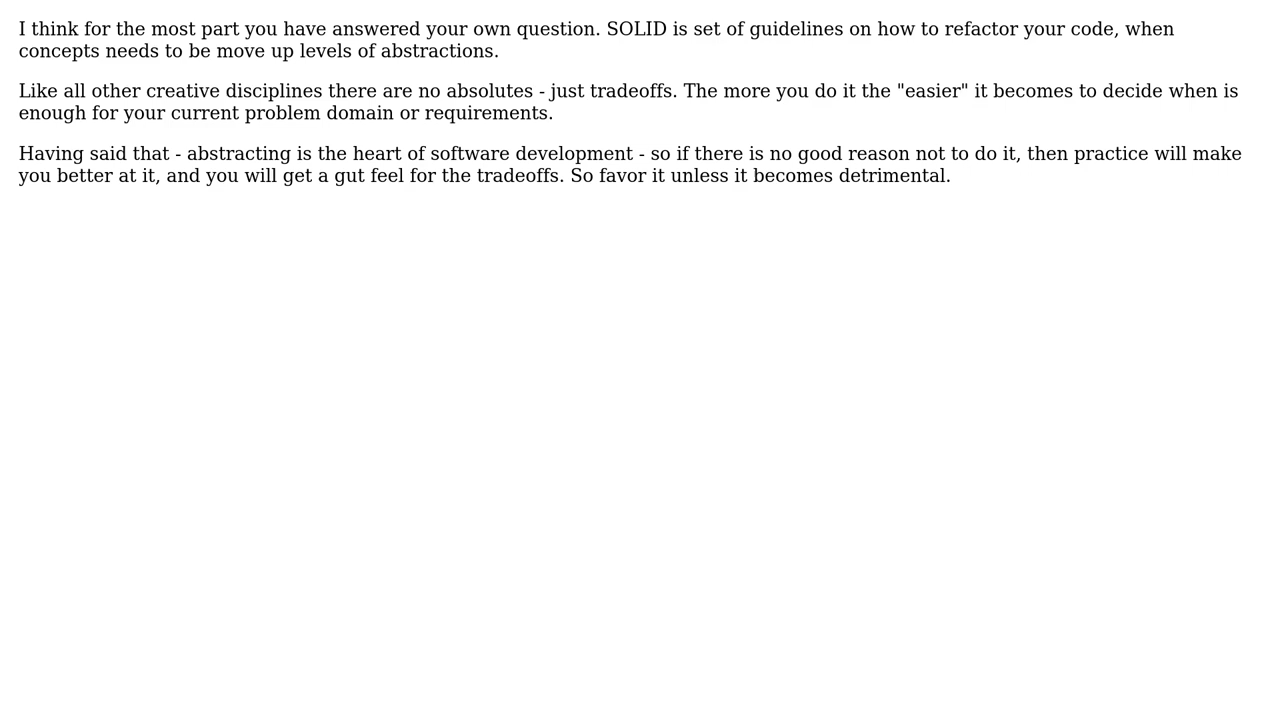 I think for the most part you have answered your own question. SOLID is set of guidelines on how to refactor your code, when
concepts needs to be move up levels of abstractions.
Like all other creative disciplines there are no absolutes - just tradeoffs. The more you do it the "easier" it becomes to decide when is
enough for your current problem domain or requirements.
Having said that - abstracting is the heart of software development - so if there is no good reason not to do it, then practice will make
you better at it, and you will get a gut feel for the tradeoffs. So favor it unless it becomes detrimental.